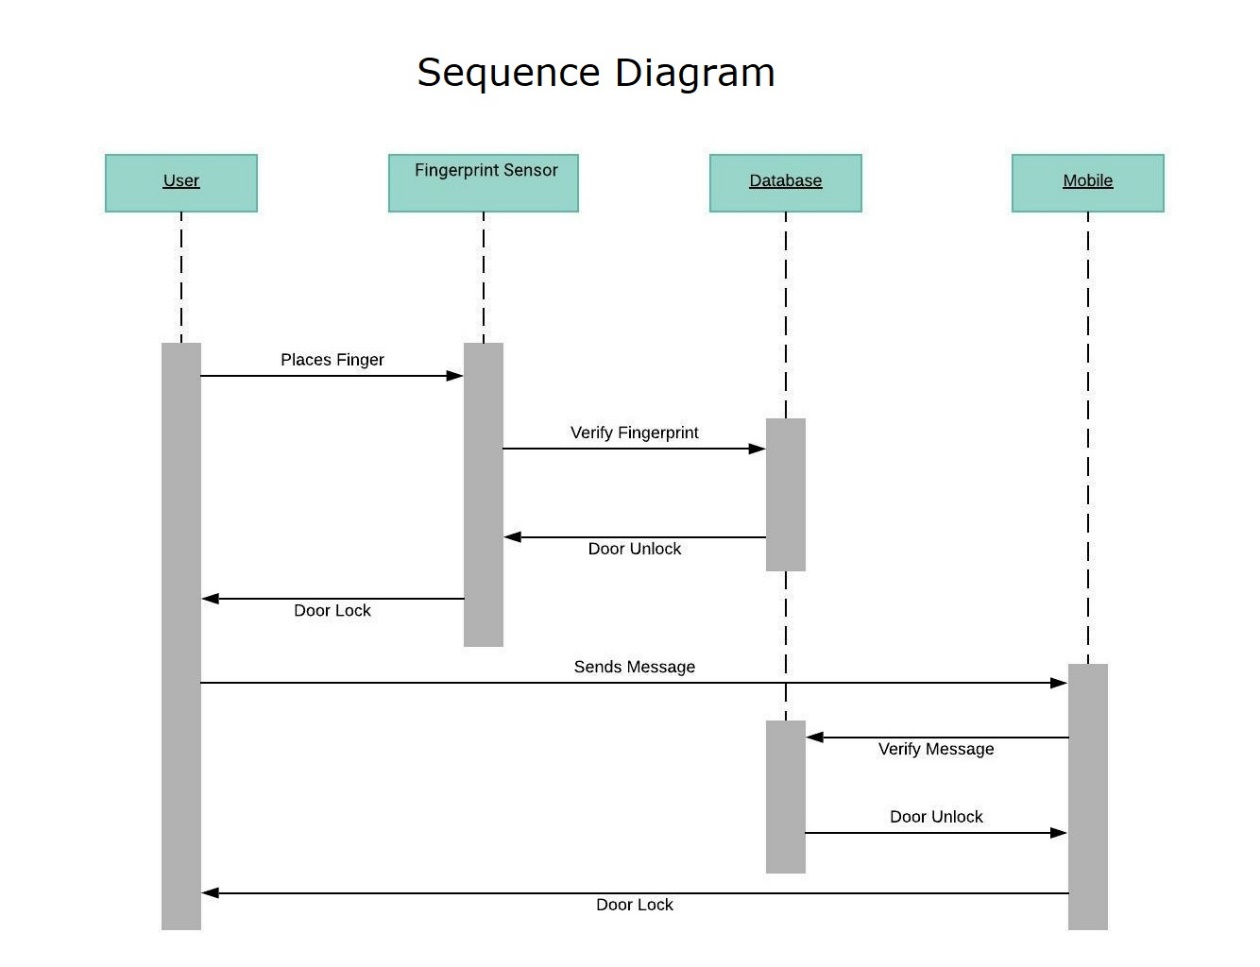 Sequence Diagram
User
Fingerprint Sensor
Database
Mobile
Places Finger
Verify Fingerprint
Door Unlock
Door Lock
Sends Message
Verify Message
Door Unlock
Door Lock